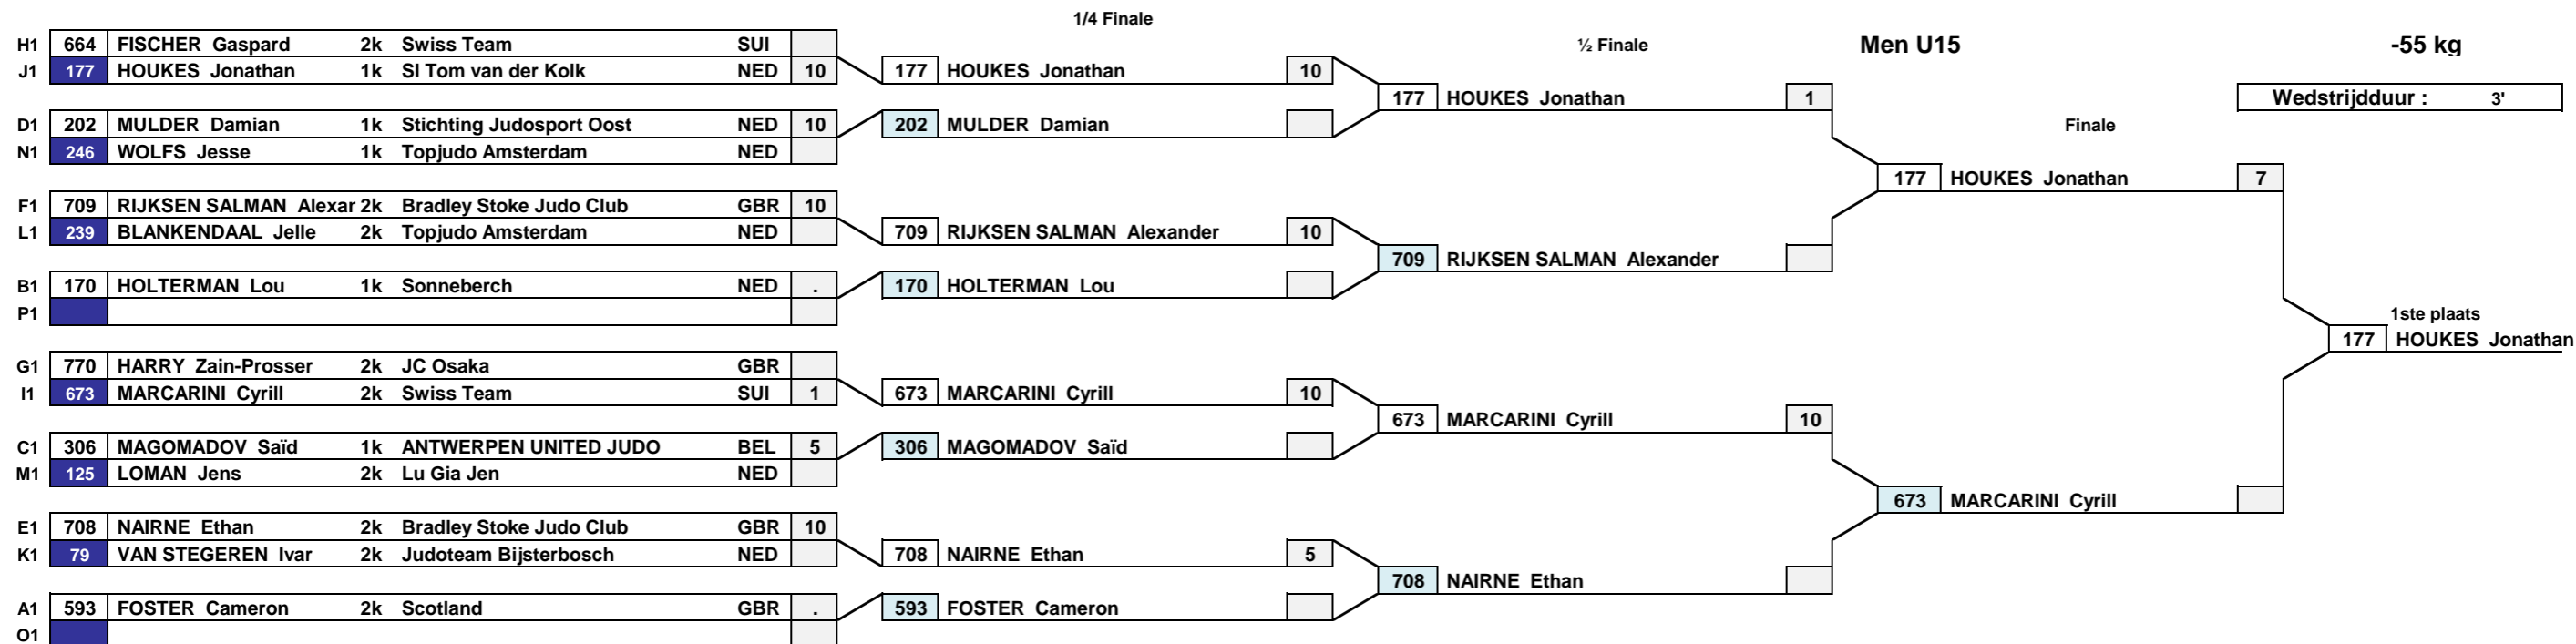 1/4 Finale
½ Finale
Men U15
-55 kg
H1 664 FISCHER Gaspard 2k Swiss Team SUI
J1 177 HOUKES Jonathan 1k SI Tom van der Kolk NED 10
177 HOUKES Jonathan 10
177 HOUKES Jonathan 1
Wedstrijdduur : 3'
D1 202 MULDER Damian 1k Stichting Judosport Oost NED 10
202 MULDER Damian
Finale
N1 246 WOLFS Jesse 1k Topjudo Amsterdam NED
177 HOUKES Jonathan 7
F1 709 RIJKSEN SALMAN Alexar 2k Bradley Stoke Judo Club GBR 10
L1 239 BLANKENDAAL Jelle 2k Topjudo Amsterdam NED
709 RIJKSEN SALMAN Alexander 10
709 RIJKSEN SALMAN Alexander
B1 170 HOLTERMAN Lou 1k Sonneberch NED .
170 HOLTERMAN Lou
P1
1ste plaats
177 HOUKES Jonathan
G1 770 HARRY Zain-Prosser 2k JC Osaka GBR
I1 673 MARCARINI Cyrill 2k Swiss Team SUI 1
673 MARCARINI Cyrill 10
673 MARCARINI Cyrill 10
C1 306 MAGOMADOV Saïd 1k ANTWERPEN UNITED JUDO BEL 5
306 MAGOMADOV Saïd
M1 125 LOMAN Jens 2k Lu Gia Jen NED
673 MARCARINI Cyrill
E1 708 NAIRNE Ethan 2k Bradley Stoke Judo Club GBR 10
K1 79 VAN STEGEREN Ivar 2k Judoteam Bijsterbosch NED
708 NAIRNE Ethan 5
708 NAIRNE Ethan
A1 593 FOSTER Cameron 2k Scotland GBR .
593 FOSTER Cameron
O1